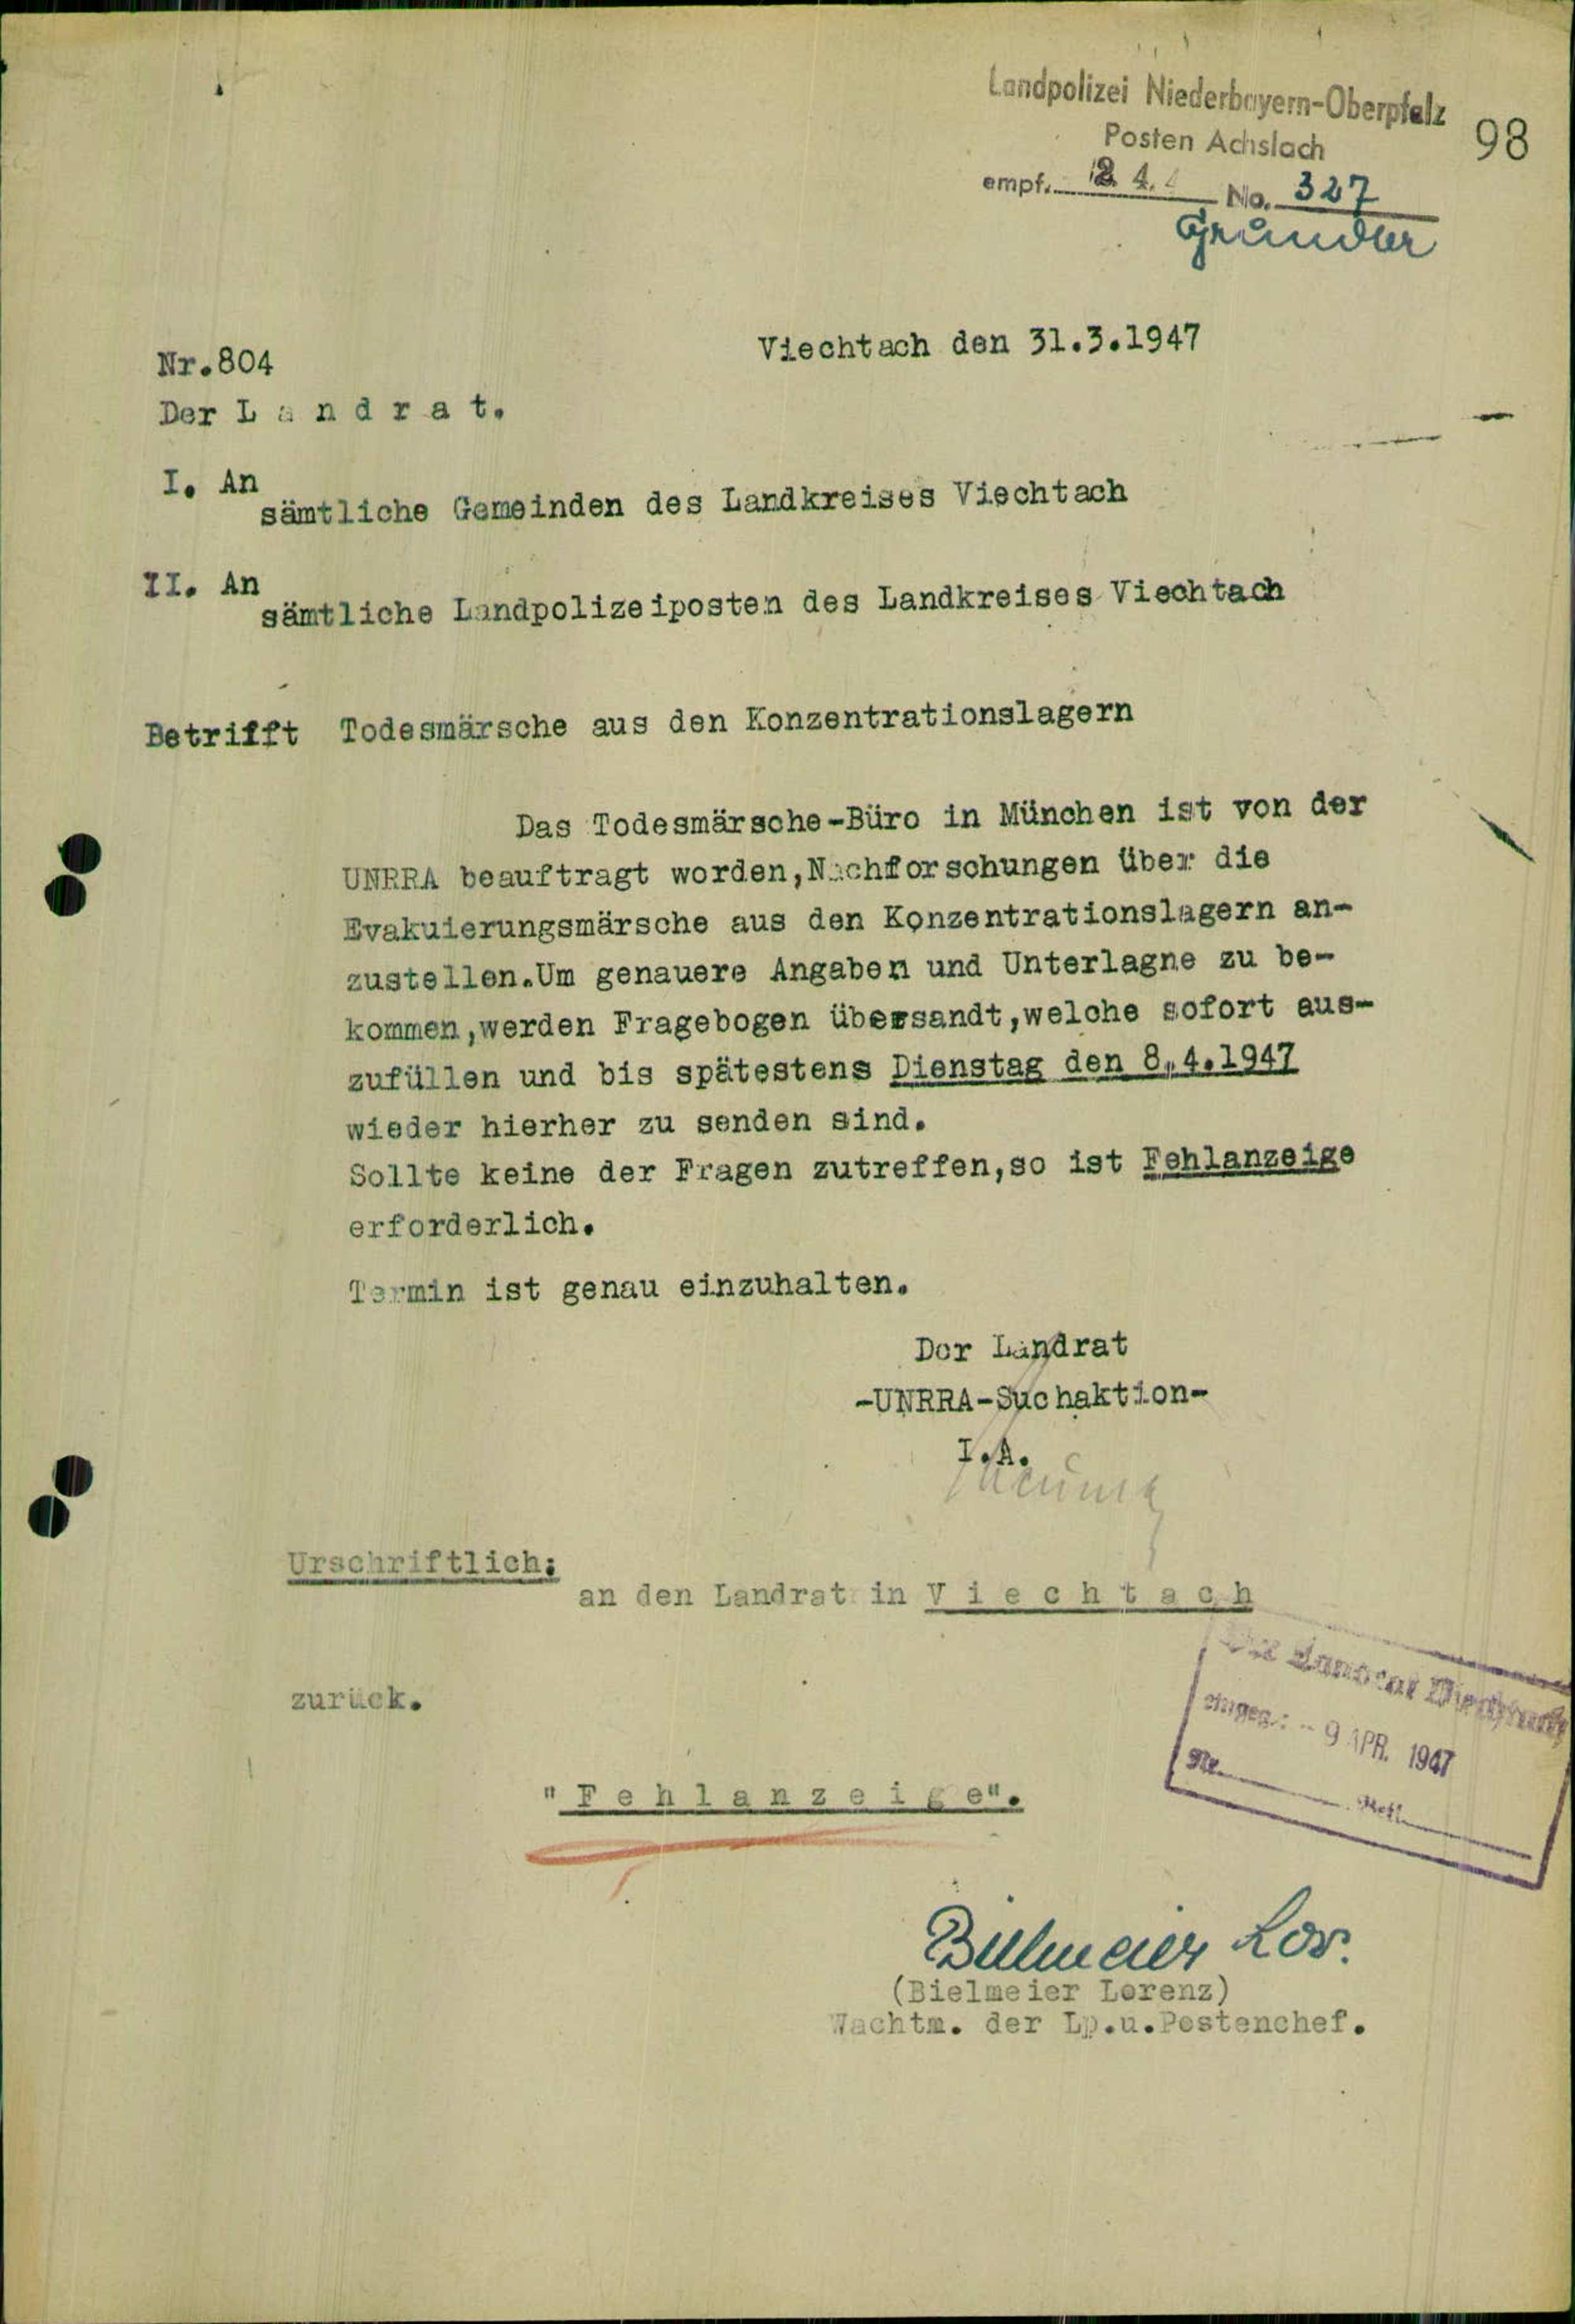 Landpolizei Niederbayern-Oberpfalz
98
Posten Achslach
empf. 4. No. 327
Gründler
Viechtach den 31.3.1947
Nr.804
Der L a n d r a t.
I. An
sämtliche Gemeinden des Landkreises Viechtach
II. An
sämtliche Landpolizeiposten des Landkreises Viechtach
Betrifft Todesmärsche aus den Konzentrationslagern
Das Todesmärsche-Büro in München ist von der
UNRRA beauftragt worden,Nachforschungen über die
Evakuierungsmärsche aus den Konzentrationslagern an-
zustellen.Um genauere Angaben und Unterlagne zu be-
kommen,werden Fragebogen übersandt,welche sofort aus-
zufüllen und bis spätestens Dienstag den 8.4.1947
wieder hierher zu senden sind.
Sollte keine der Fragen zutreffen,so ist Fehlanzeige
erforderlich.
Termin ist genau einzuhalten.
Der Landrat
-UNRRA-Suchaktion-
I.A.
Urschriftlich:
an den Landrat in V i e c h t a c h
Der Landrat Viechtach
zurück.
eingeg.: - 9 APR. 1947
Nr.
"F e h l a n z e i g e".
Bielmeier Lor.
(Bielmeier Lorenz)
Wachtm. der Lp.u.Postenchef.